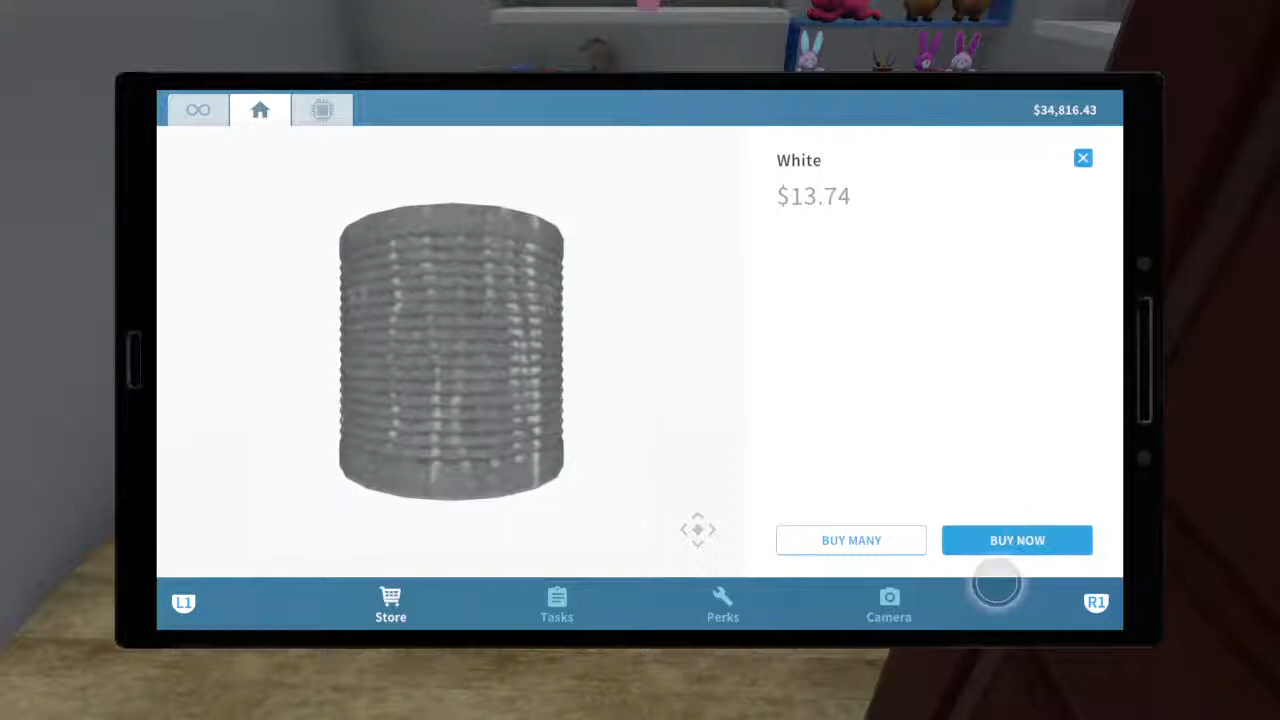 $34,816.43
White
$13.74
BUY MANY
BUY NOW
L1
Store
Tasks
Perks
Camera
R1